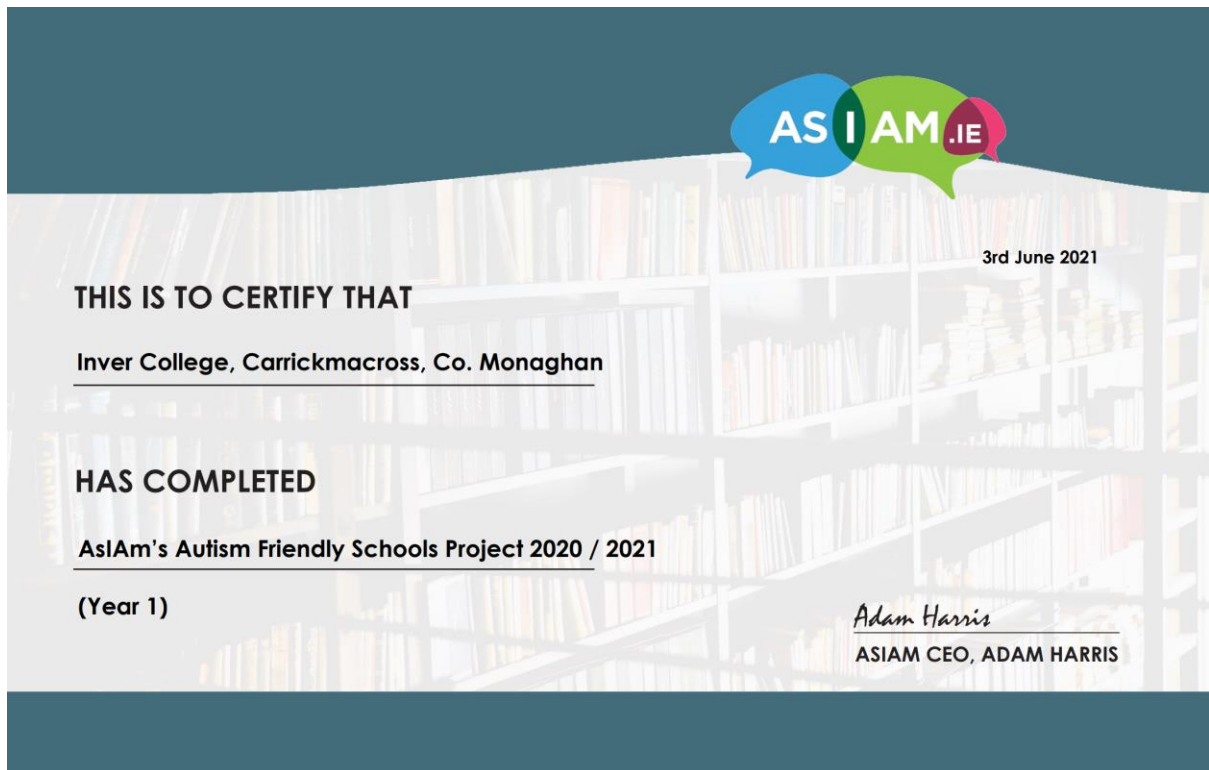 AS I AM .IE
3rd June 2021
THIS IS TO CERTIFY THAT
Inver College, Carrickmacross, Co. Monaghan
HAS COMPLETED
AsIAm’s Autism Friendly Schools Project 2020 / 2021
(Year 1)
Adam Harris
ASIAM CEO, ADAM HARRIS